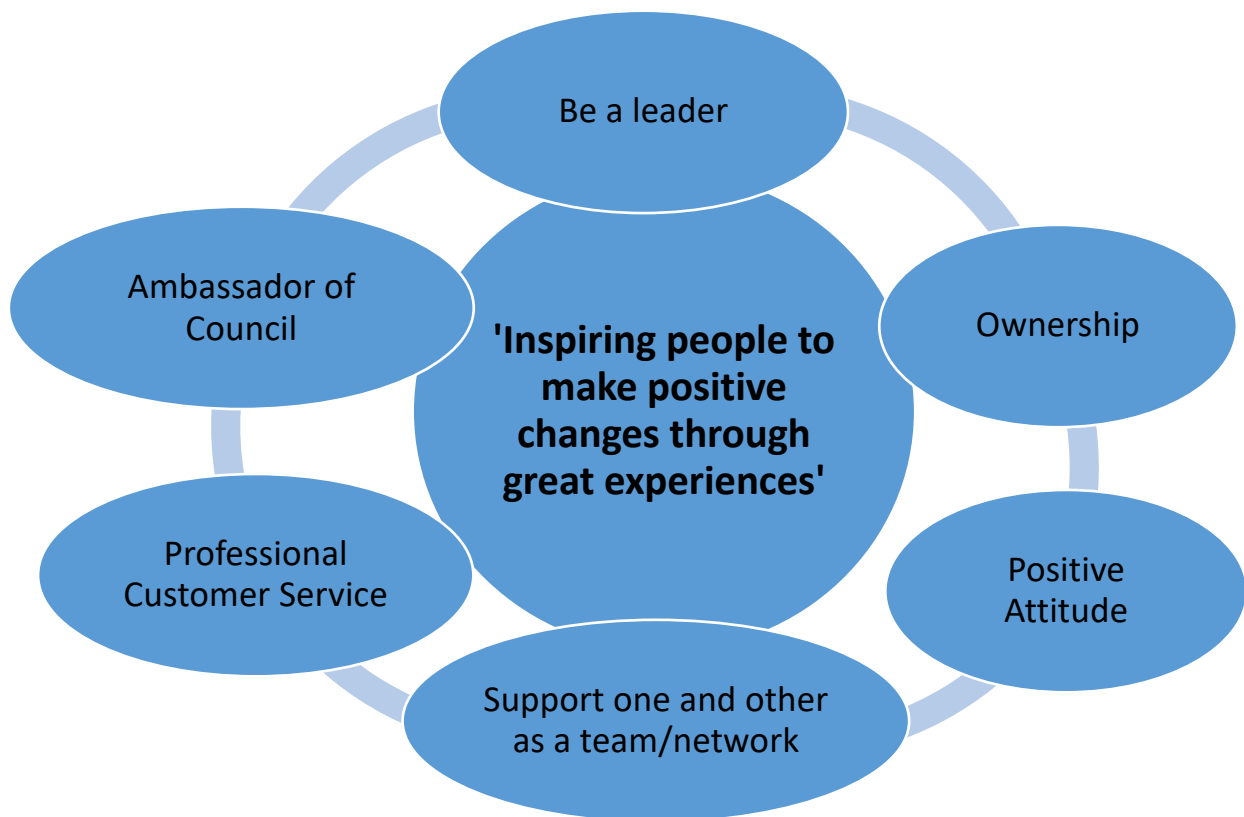 Be a leader
Ambassador of
Council
'Inspiring people to
make positive
changes through
great experiences'
Ownership
Professional
Customer Service
Positive
Attitude
Support one and other
as a team/network